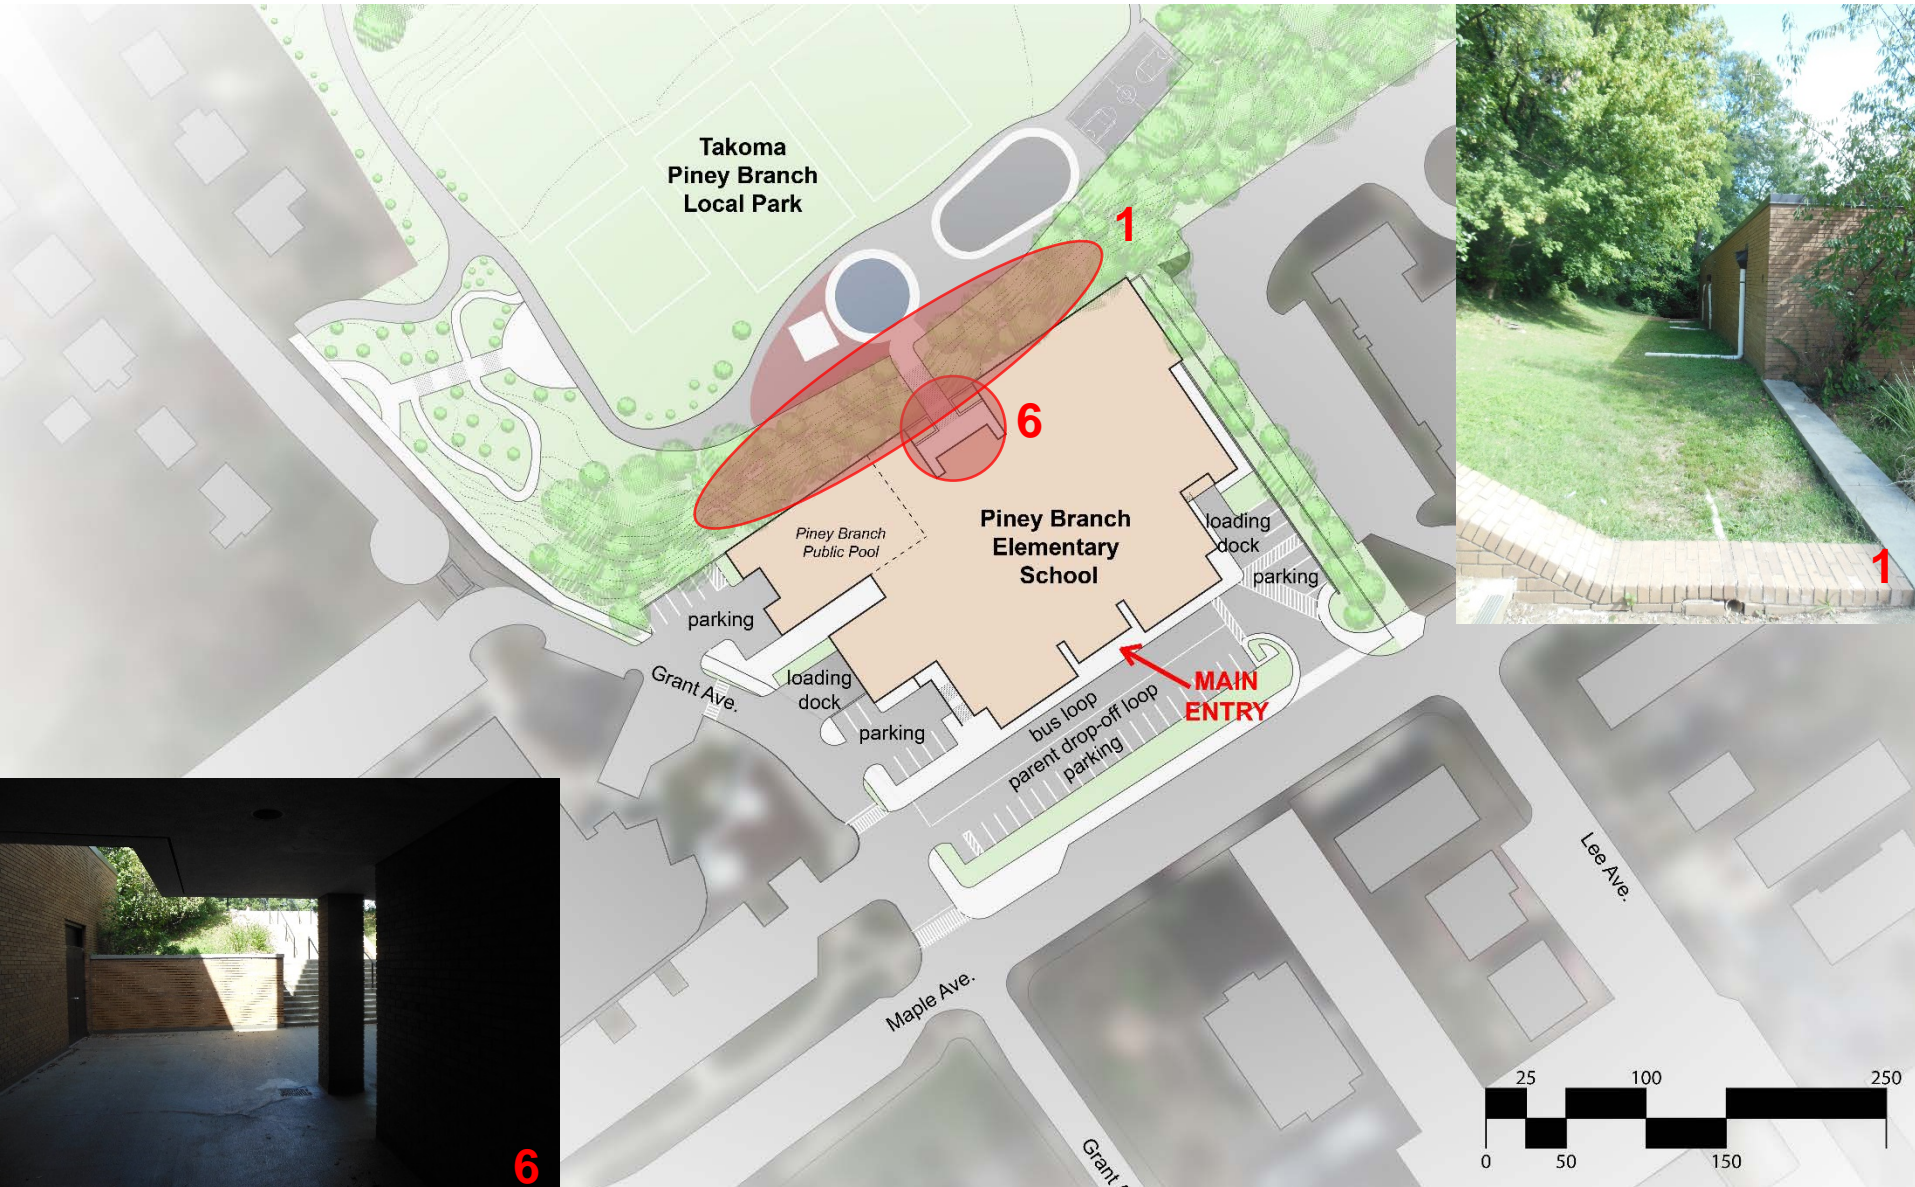 Takoma
Piney Branch
Local Park
1
6
Piney Branch
Public Pool
Piney Branch
Elementary
School
loading
dock
parking
1
parking
Grant Ave.
loading
dock
parking
MAIN
ENTRY
bus loop
parent drop-off loop
parking
Lee Ave.
Maple Ave.
Grant
25
100
250
0
50
150
6